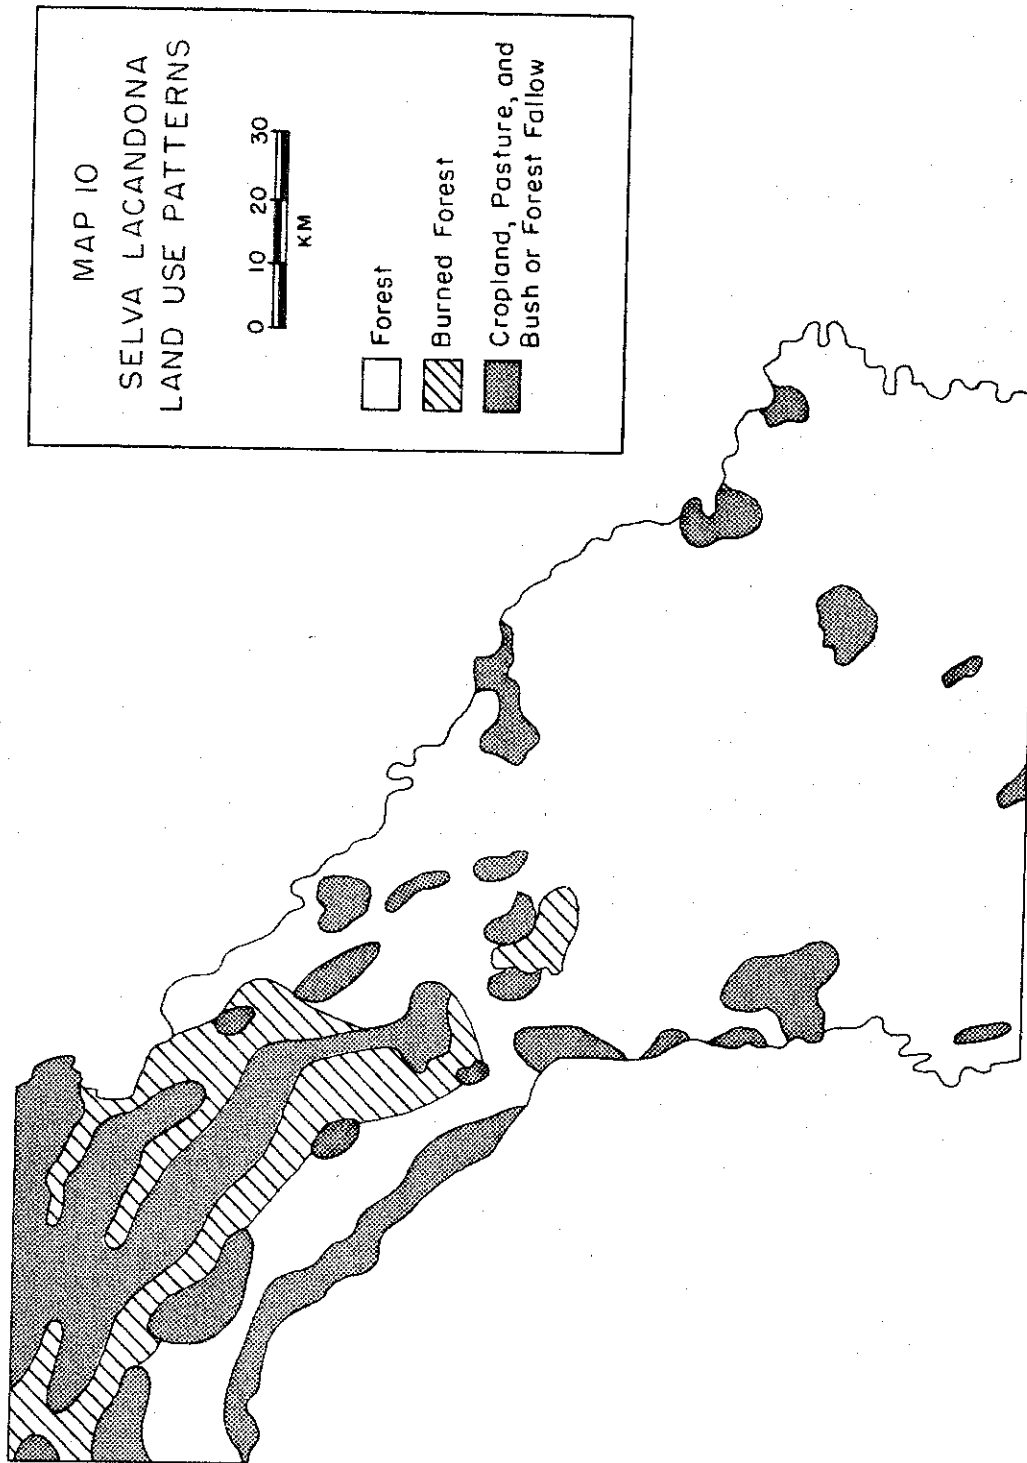 MAP 10
SELVA LACANDONA
LAND USE PATTERNS
0 10 20 30
KM
Forest
Burned Forest
Cropland, Pasture, and
Bush or Forest Fallow